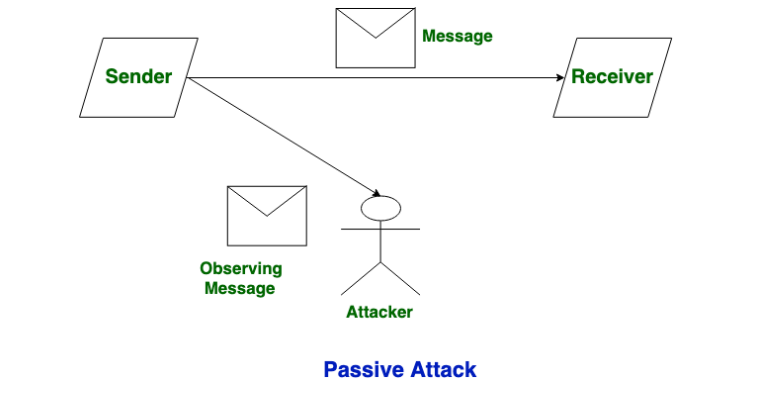 Message
Sender
Receiver
Observing
Message
Attacker
Passive Attack